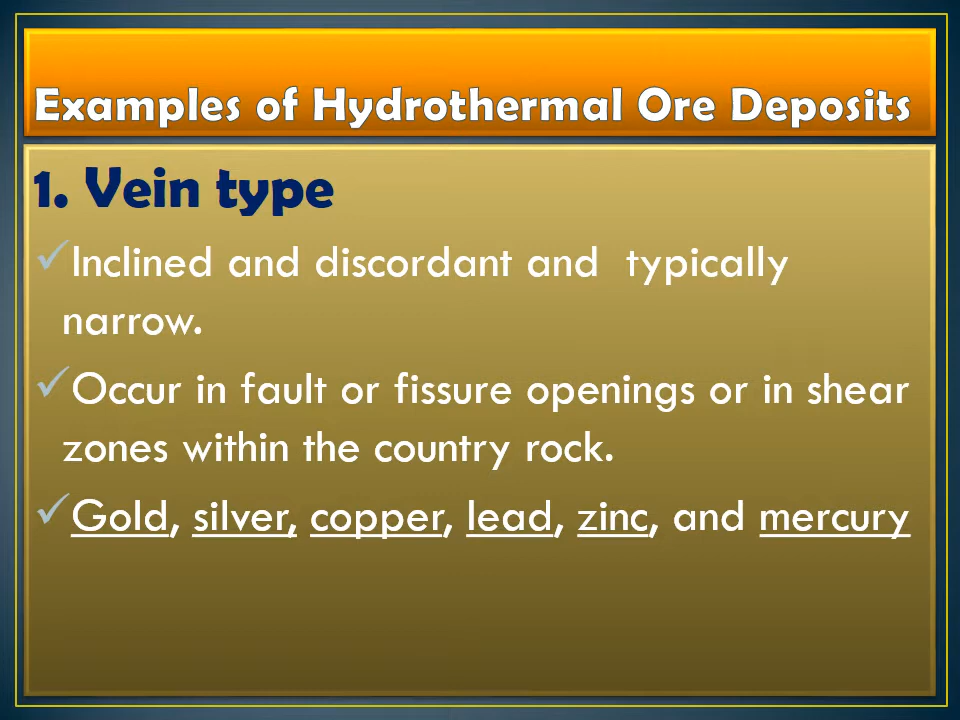 Examples of Hydrothermal Ore Deposits
1. Vein type
✓Inclined and discordant and  typically
narrow.
✓Occur in fault or fissure openings or in shear
zones within the country rock.
✓Gold, silver, copper, lead, zinc, and mercury